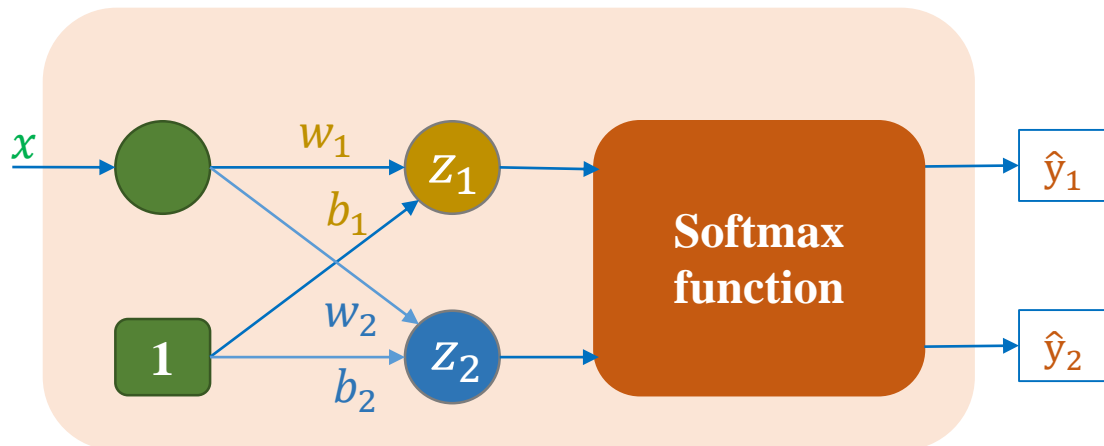 x
w₁
z₁
ŷ₁
b₁
Softmax
function
1
w₂
z₂
ŷ₂
b₂